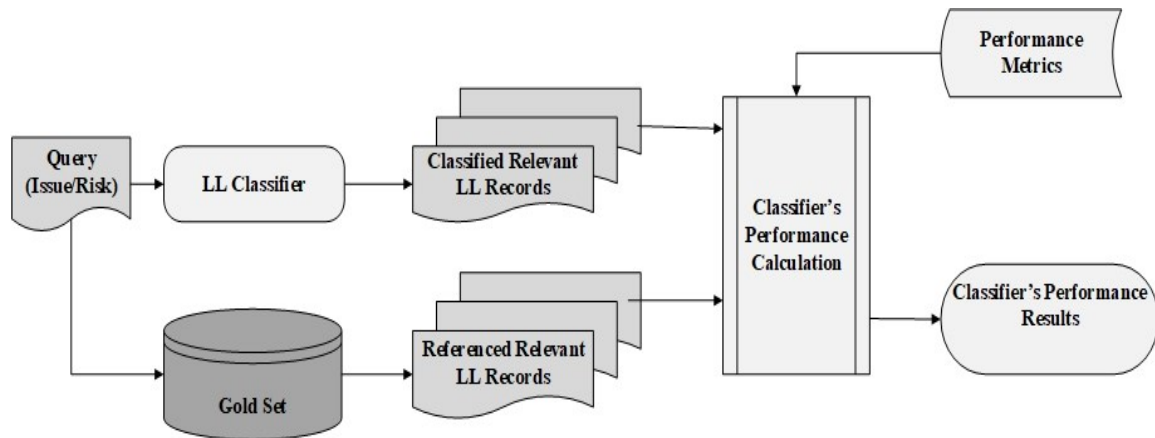 Performance
Metrics
Query
(Issue/Risk)
LL Classifier
Classified Relevant
LL Records
Classifier's
Performance
Calculation
Classifier's Performance
Results
Referenced Relevant
LL Records
Gold Set